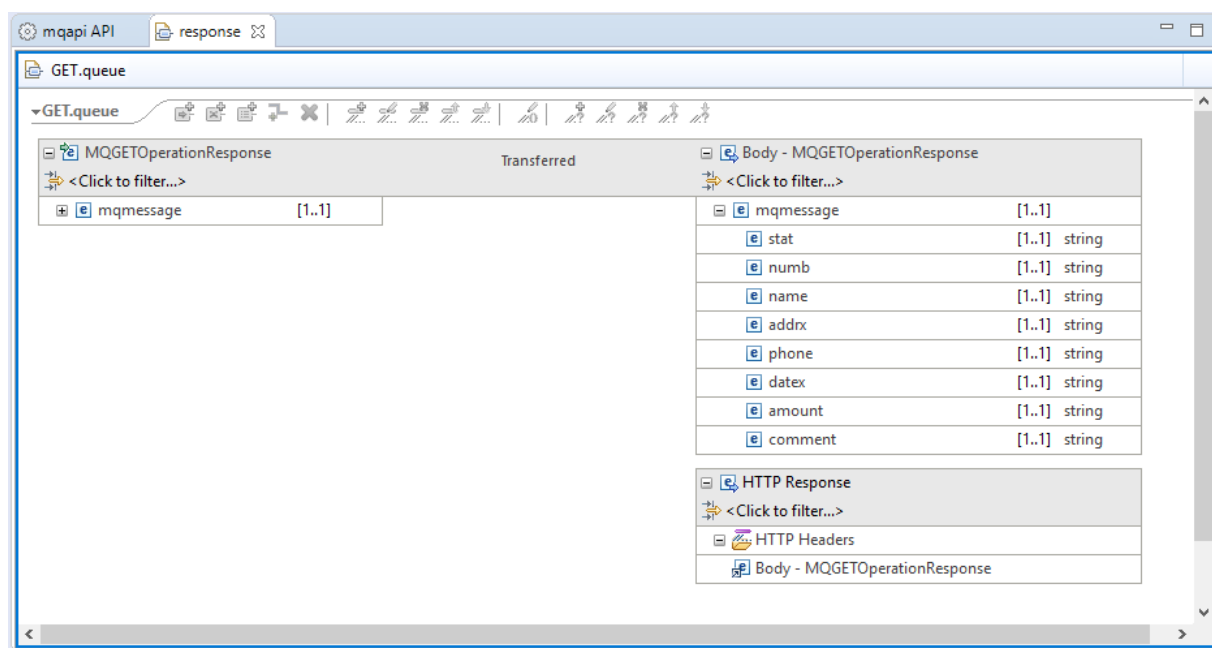 mqapi API response
GET.queue
GET.queue
MQGETOperationResponse Transferred Body - MQGETOperationResponse
<Click to filter...> <Click to filter...>
mqmessage [1..1] mqmessage [1..1]
stat [1..1] string
numb [1..1] string
name [1..1] string
addrx [1..1] string
phone [1..1] string
datex [1..1] string
amount [1..1] string
comment [1..1] string
HTTP Response
<Click to filter...>
HTTP Headers
Body - MQGETOperationResponse